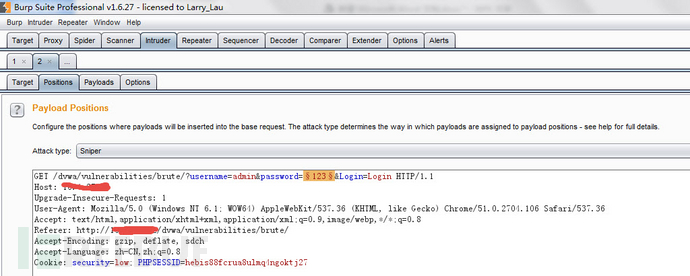 Burp Suite Professional v1.6.27 - licensed to Larry_Lau
Burp Intruder Repeater Window Help
Target Proxy Spider Scanner Intruder Repeater Sequencer Decoder Comparer Extender Options Alerts
1 × 2 × ...
Target Positions Payloads Options
? Payload Positions
Configure the positions where payloads will be inserted into the base request. The attack type determines the way in which payloads are assigned to payload positions - see help for full details.
Attack type: Sniper
GET /dvwa/vulnerabilities/brute/?username=admin&password=§123§&Login=Login HTTP/1.1
Host:
Upgrade-Insecure-Requests: 1
User-Agent: Mozilla/5.0 (Windows NT 6.1; WOW64) AppleWebKit/537.36 (KHTML, like Gecko) Chrome/51.0.2704.106 Safari/537.36
Accept: text/html,application/xhtml+xml,application/xml;q=0.9,image/webp,*/*;q=0.8
Referer: http://dvwa/vulnerabilities/brute/
Accept-Encoding: gzip, deflate, sdch
Accept-Language: zh-CN,zh;q=0.8
Cookie: security=low; PHPSESSID=hebis88fcrua8ulmq4ngoktj27